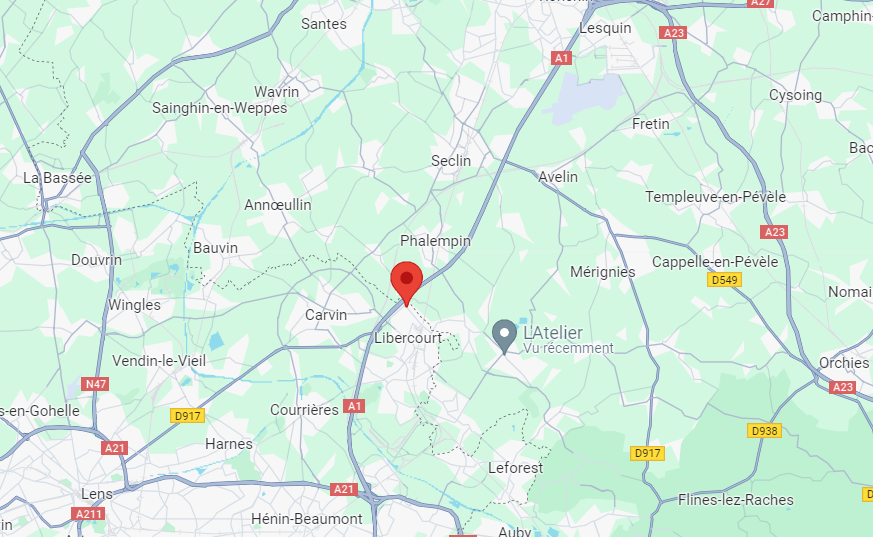 A27
Santes
Lesquin
A23
Camphin-
A1
Wavrin
Sainghin-en-Weppes
Cysoing
Fretin
Seclin
Avelin
La Bassée
Templeuve-en-Pévèle
Annœullin
A23
Phalempin
Bauvin
Douvrin
Cappelle-en-Pévèle
Mérignies
D549
Nomai
Wingles
Carvin
Libercourt
L'Atelier
Vu récemment
Vendin-le-Vieil
Orchies
N47
A23
s-en-Gohelle
Courrières
A1
D917
D938
Harnes
A21
D917
Leforest
Lens
A21
Flines-lez-Raches
A211
Hénin-Beaumont
Auby